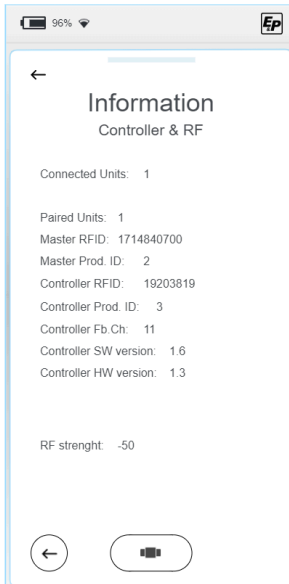 96%
EP
Information
Controller & RF
Connected Units: 1
Paired Units: 1
Master RFID: 1714840700
Master Prod. ID: 2
Controller RFID: 19203819
Controller Prod. ID: 3
Controller Fb.Ch: 11
Controller SW version: 1.6
Controller HW version: 1.3
RF strenght: -50